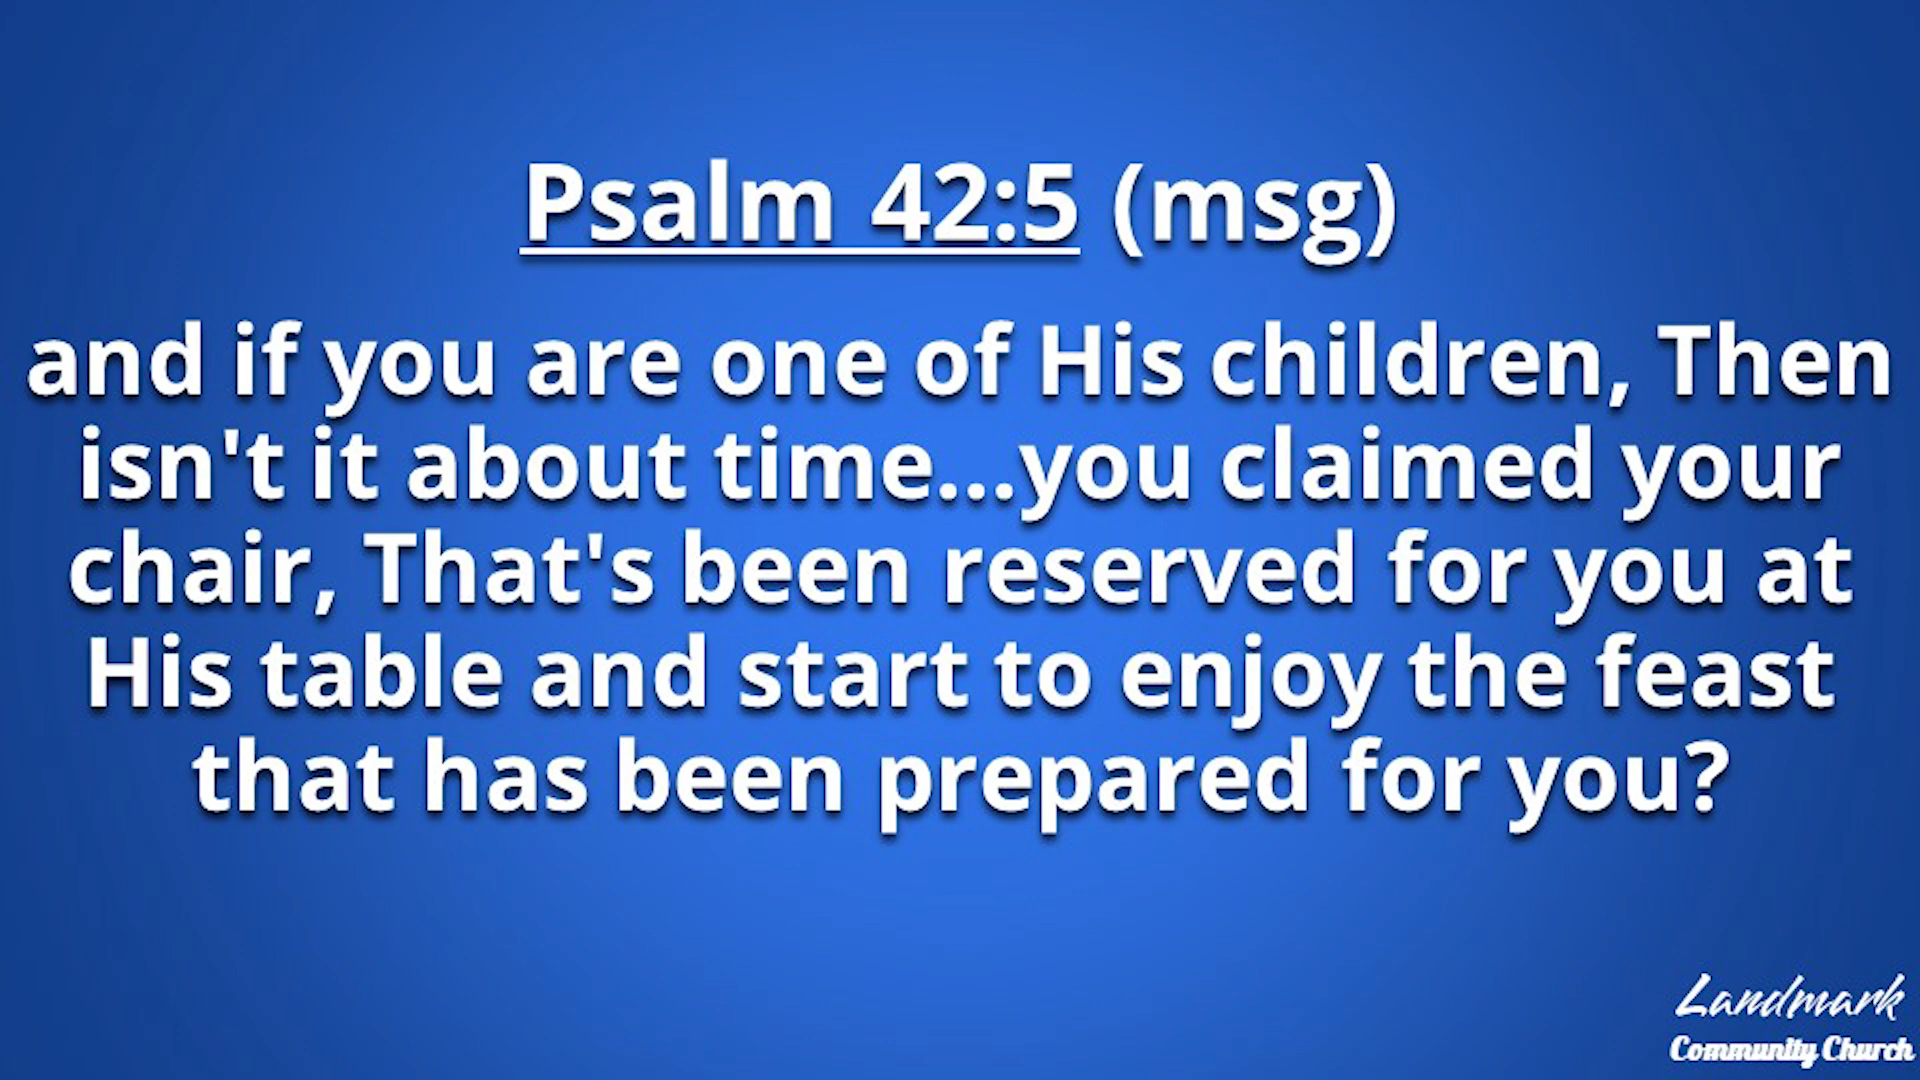 Psalm 42:5 (msg)
and if you are one of His children, Then
isn't it about time...you claimed your
chair, That's been reserved for you at
His table and start to enjoy the feast
that has been prepared for you?
Landmark
Community Church